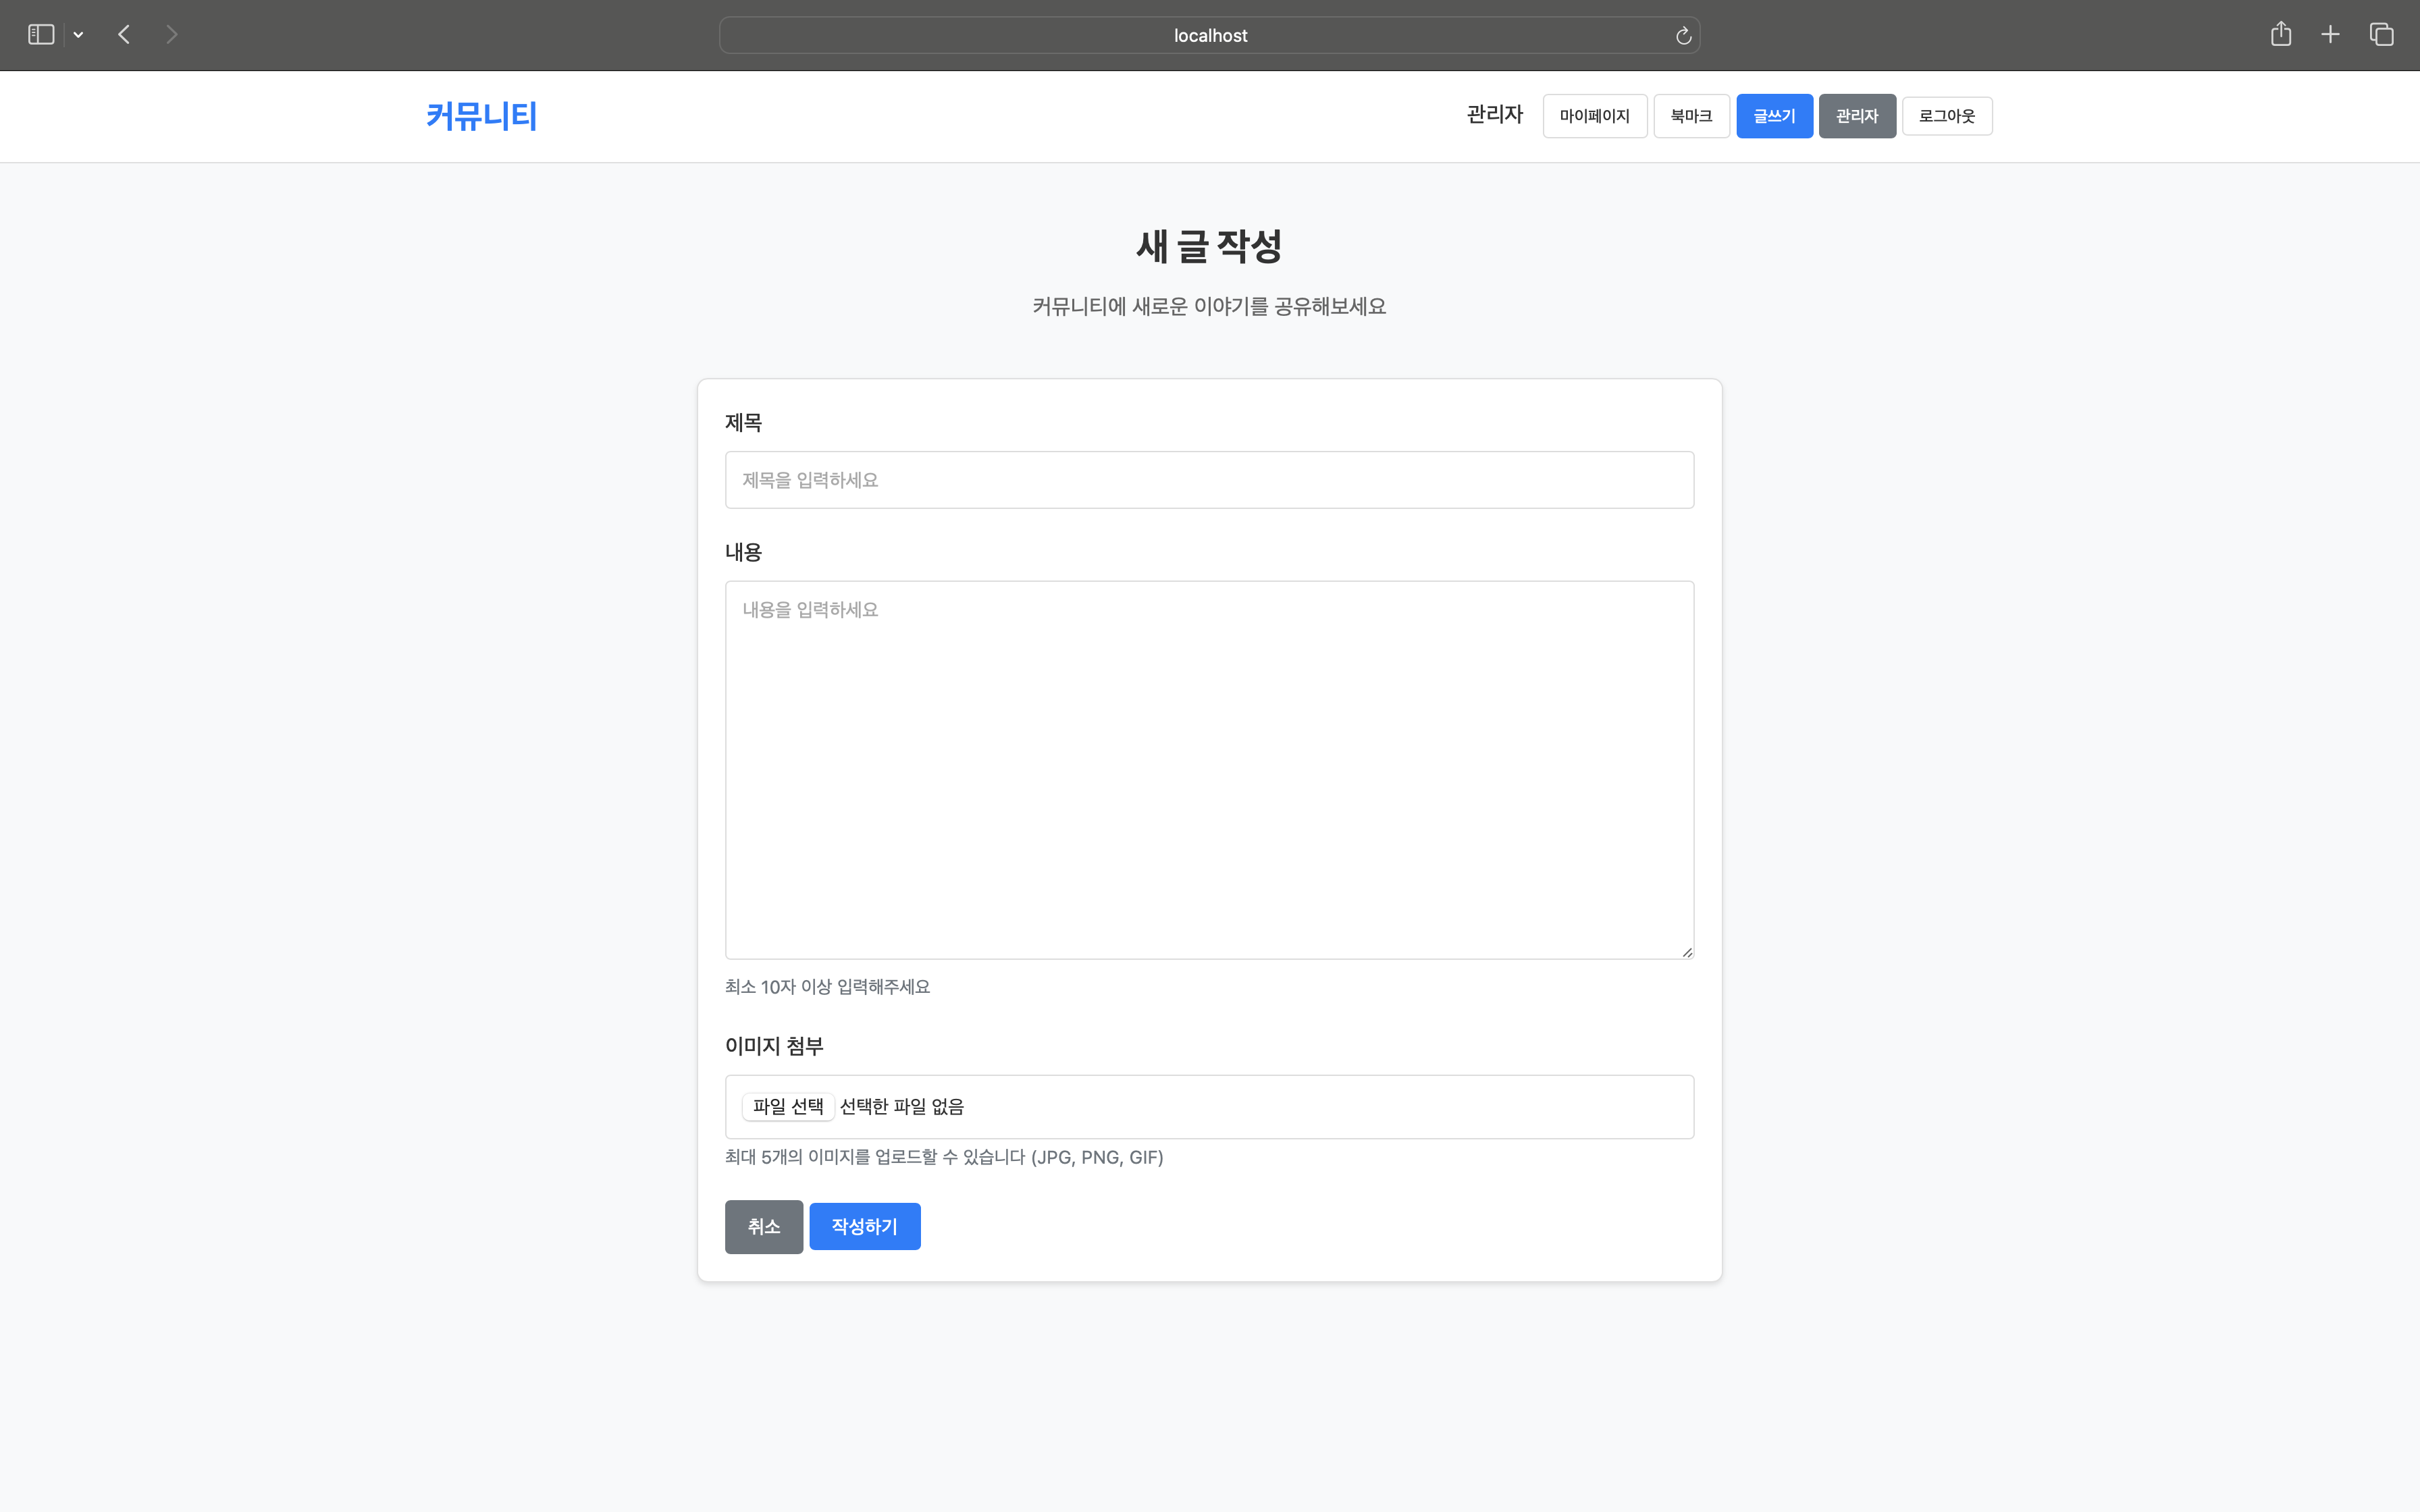 localhost
커뮤니티
관리자 마이페이지 북마크 글쓰기 관리자 로그아웃
새 글 작성
커뮤니티에 새로운 이야기를 공유해보세요
제목
제목을 입력하세요
내용
내용을 입력하세요
최소 10자 이상 입력해주세요
이미지 첨부
파일 선택 선택한 파일 없음
최대 5개의 이미지를 업로드할 수 있습니다 (JPG, PNG, GIF)
취소 작성하기